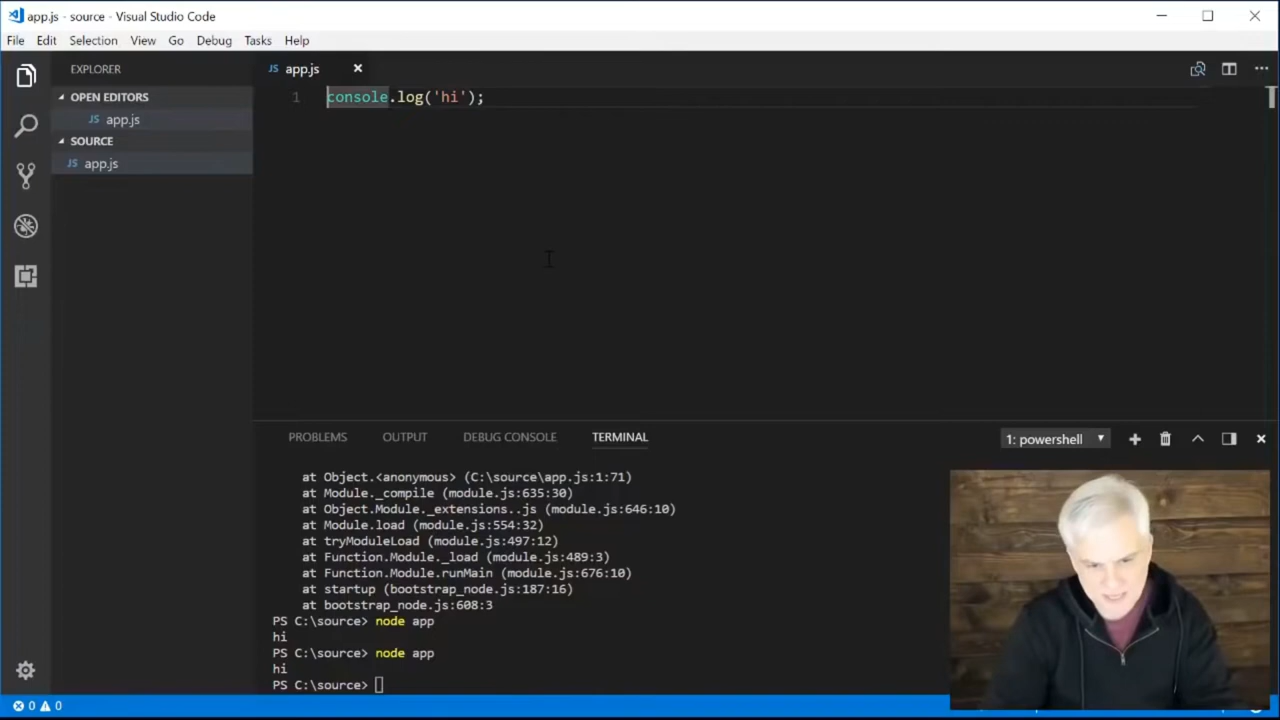 app.js - source - Visual Studio Code
File Edit Selection View Go Debug Tasks Help
EXPLORER
OPEN EDITORS
JS app.js
SOURCE
JS app.js
JS app.js
1 console.log('hi');
PROBLEMS OUTPUT DEBUG CONSOLE TERMINAL
1: powershell
at Object.<anonymous> (C:\source\app.js:1:71)
at Module._compile (module.js:635:30)
at Object.Module._extensions..js (module.js:646:10)
at Module.load (module.js:554:32)
at tryModuleLoad (module.js:497:12)
at Function.Module._load (module.js:489:3)
at Function.Module.runMain (module.js:676:10)
at startup (bootstrap_node.js:187:16)
at bootstrap_node.js:608:3
PS C:\source> node app
hi
PS C:\source> node app
hi
PS C:\source>
0 0